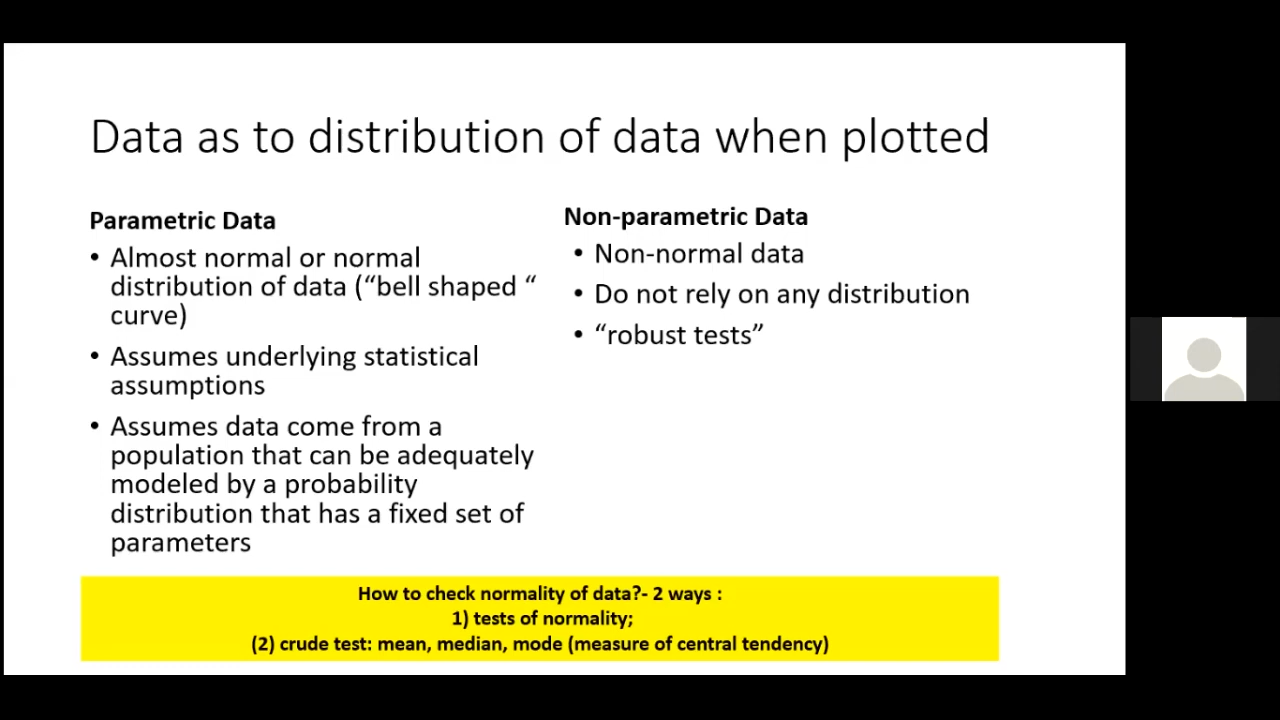 Data as to distribution of data when plotted
Parametric Data
• Almost normal or normal
distribution of data (“bell shaped “
curve)
• Assumes underlying statistical
assumptions
• Assumes data come from a
population that can be adequately
modeled by a probability
distribution that has a fixed set of
parameters
Non-parametric Data
• Non-normal data
• Do not rely on any distribution
• “robust tests”
How to check normality of data?- 2 ways :
1) tests of normality;
(2) crude test: mean, median, mode (measure of central tendency)